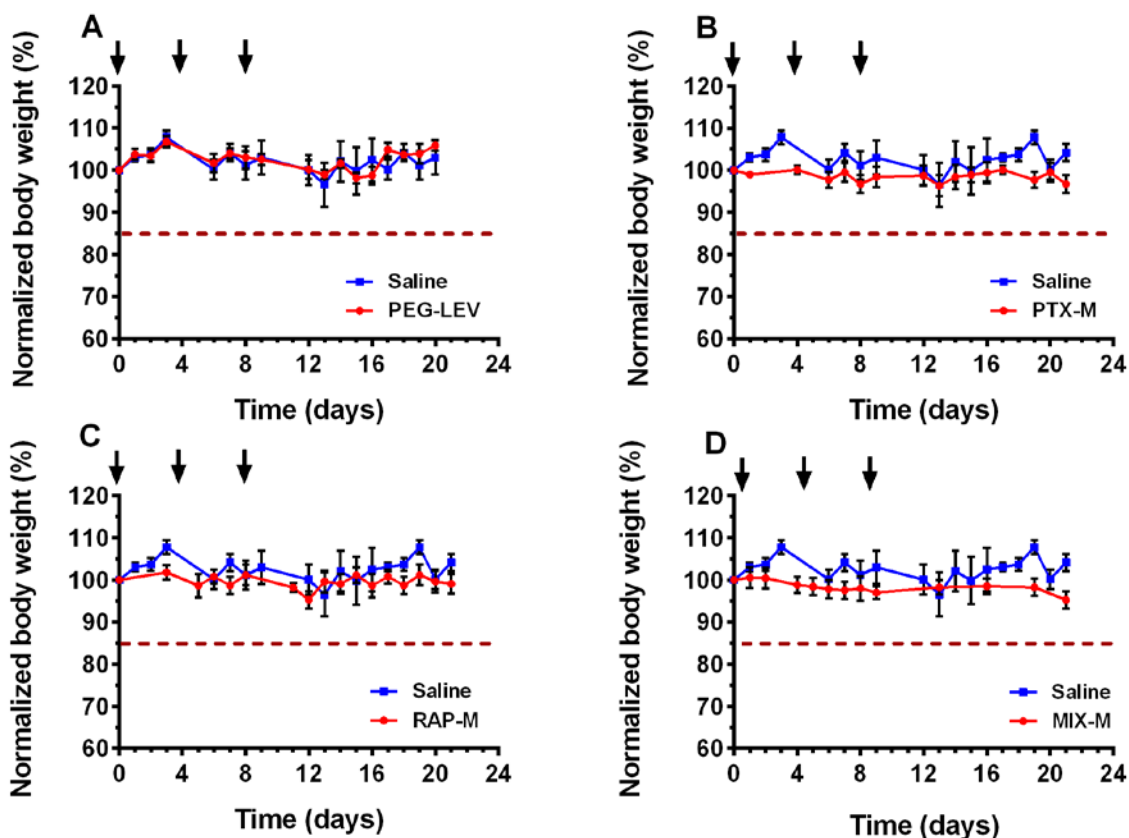 A
Normalized body weight (%)
120
110
100
90
80
70
60
Saline
PEG-LEV
0 4 8 12 16 20 24
Time (days)
B
Normalized body weight (%)
120
110
100
90
80
70
60
Saline
PTX-M
0 4 8 12 16 20 24
Time (days)
C
Normalized body weight (%)
120
110
100
90
80
70
60
Saline
RAP-M
0 4 8 12 16 20 24
Time (days)
D
Normalized body weight (%)
120
110
100
90
80
70
60
Saline
MIX-M
0 4 8 12 16 20 24
Time (days)